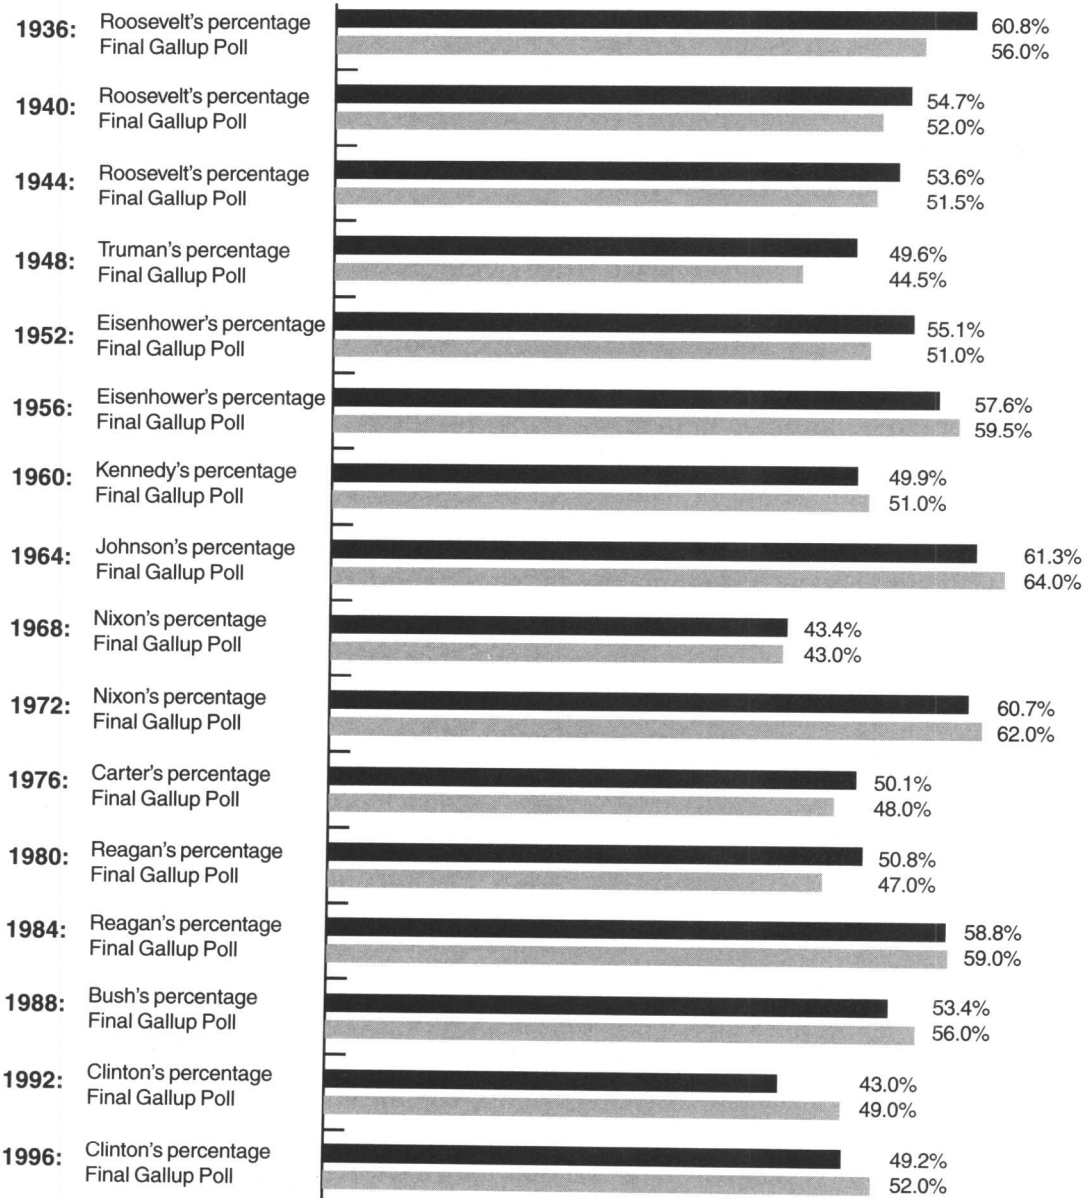 1936: Roosevelt's percentage 60.8%
Final Gallup Poll 56.0%
1940: Roosevelt's percentage 54.7%
Final Gallup Poll 52.0%
1944: Roosevelt's percentage 53.6%
Final Gallup Poll 51.5%
1948: Truman's percentage 49.6%
Final Gallup Poll 44.5%
1952: Eisenhower's percentage 55.1%
Final Gallup Poll 51.0%
1956: Eisenhower's percentage 57.6%
Final Gallup Poll 59.5%
1960: Kennedy's percentage 49.9%
Final Gallup Poll 51.0%
1964: Johnson's percentage 61.3%
Final Gallup Poll 64.0%
1968: Nixon's percentage 43.4%
Final Gallup Poll 43.0%
1972: Nixon's percentage 60.7%
Final Gallup Poll 62.0%
1976: Carter's percentage 50.1%
Final Gallup Poll 48.0%
1980: Reagan's percentage 50.8%
Final Gallup Poll 47.0%
1984: Reagan's percentage 58.8%
Final Gallup Poll 59.0%
1988: Bush's percentage 53.4%
Final Gallup Poll 56.0%
1992: Clinton's percentage 43.0%
Final Gallup Poll 49.0%
1996: Clinton's percentage 49.2%
Final Gallup Poll 52.0%